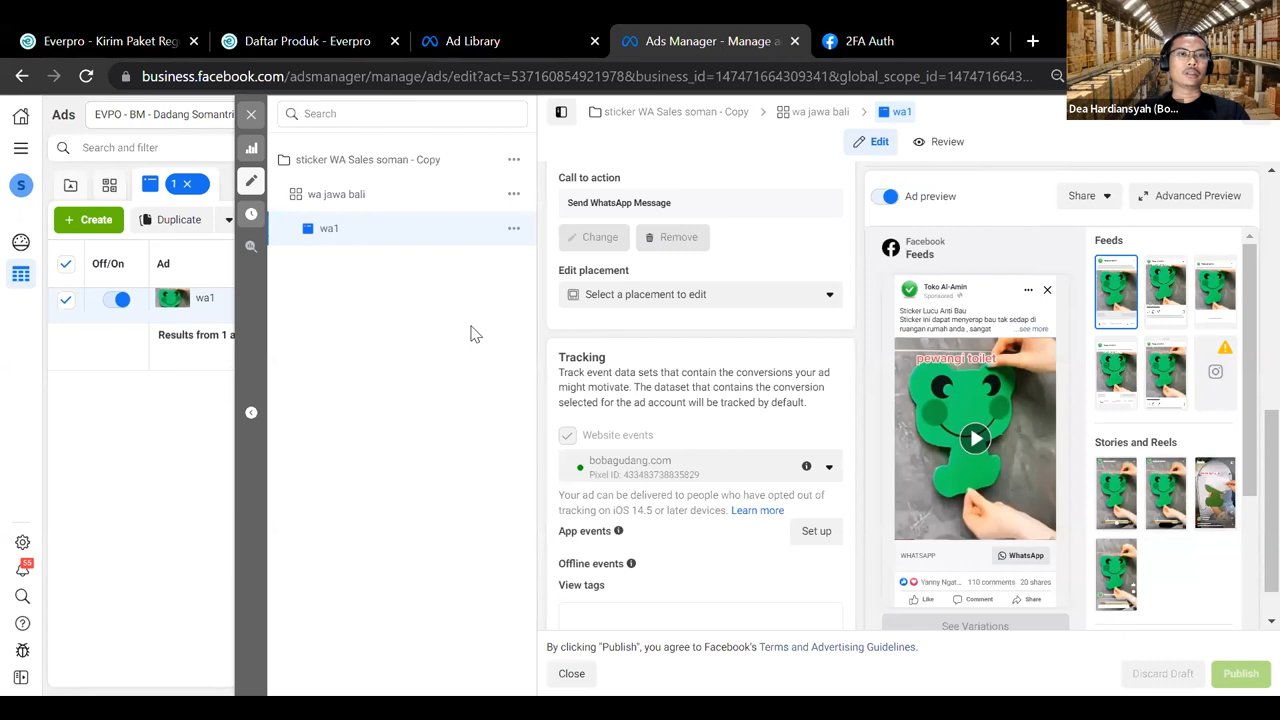 Everpro - Kirim Paket Reg
Daftar Produk - Everpro
Ad Library
Ads Manager - Manage a
2FA Auth
business.facebook.com/adsmanager/manage/ads/edit?act=537160854921978&business_id=147471664309341&global_scope_id=1474716643...
Dea Hardiansyah (Bo...
Ads
EVPO - BM - Dadang Somantri
Search and filter
1
Create
Duplicate
Off/On
Ad
wa1
Results from 1 a
S
55
Search
sticker WA Sales soman - Copy
wa jawa bali
wa1
sticker WA Sales soman - Copy
wa jawa bali
wa1
Edit
Review
Call to action
Send WhatsApp Message
Change
Remove
Edit placement
Select a placement to edit
Tracking
Track event data sets that contain the conversions your ad
might motivate. The dataset that contains the conversion
selected for the ad account will be tracked by default.
Website events
bobagudang.com
Pixel ID: 433483738835829
Your ad can be delivered to people who have opted out of
tracking on iOS 14.5 or later devices. Learn more
App events
Set up
Offline events
View tags
Ad preview
Share
Advanced Preview
Facebook
Feeds
Toko Al-Amin
Sponsored
Sticker Lucu Anti Bau
Sticker ini dapat menyerap bau tak sedap di
ruangan rumah anda , sangat ...see more
pewangi toilet
WHATSAPP
WhatsApp
Yanny Ngat...
110 comments
20 shares
Like
Comment
Share
See Variations
Feeds
Stories and Reels
By clicking "Publish", you agree to Facebook's Terms and Advertising Guidelines.
Close
Discard Draft
Publish